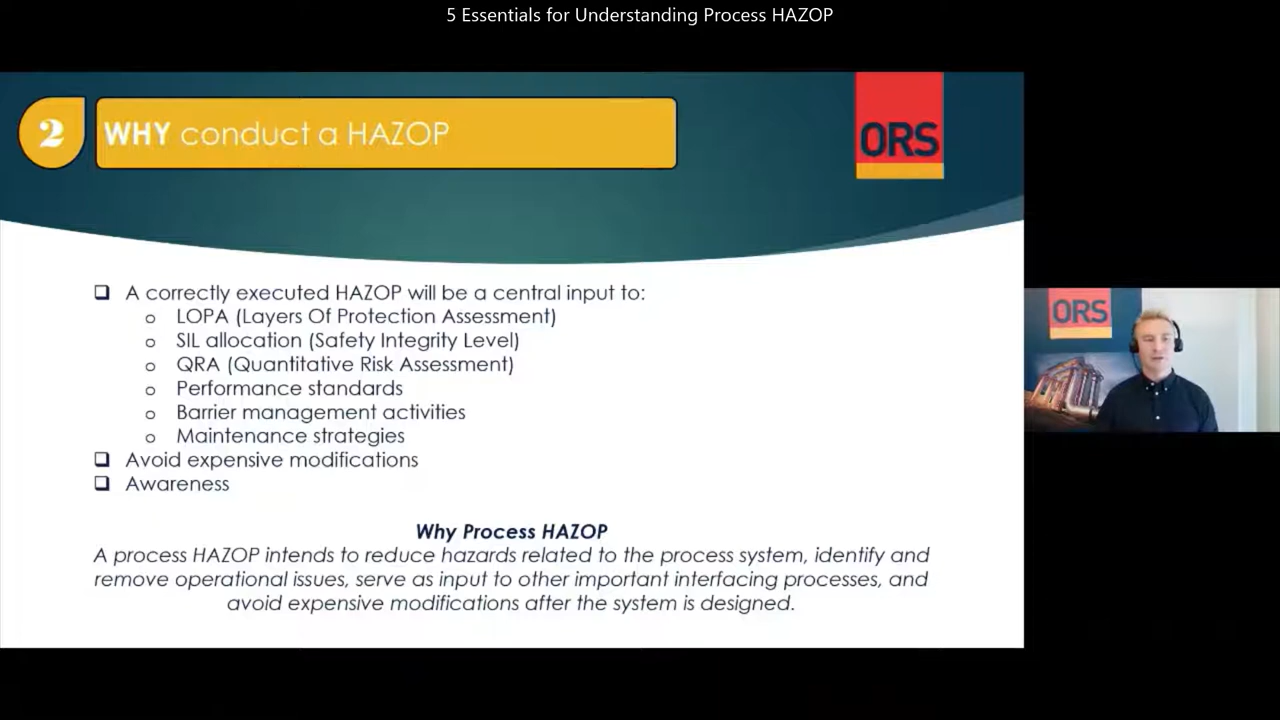 5 Essentials for Understanding Process HAZOP
2
WHY conduct a HAZOP
ORS
A correctly executed HAZOP will be a central input to:
LOPA (Layers Of Protection Assessment)
SIL allocation (Safety Integrity Level)
QRA (Quantitative Risk Assessment)
Performance standards
Barrier management activities
Maintenance strategies
Avoid expensive modifications
Awareness
Why Process HAZOP
A process HAZOP intends to reduce hazards related to the process system, identify and
remove operational issues, serve as input to other important interfacing processes, and
avoid expensive modifications after the system is designed.
ORS